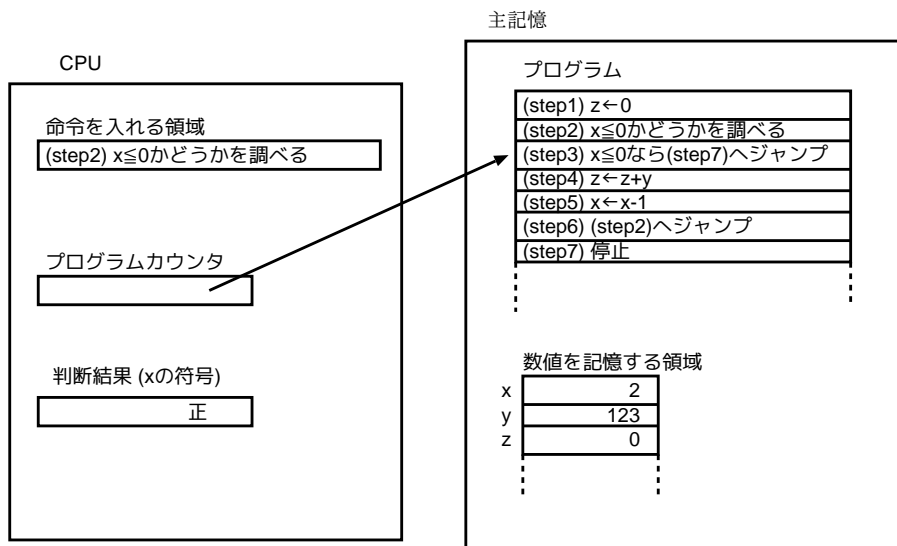 CPU
命令を入れる領域
(step2) x≦0かどうかを調べる
プログラムカウンタ
判断結果 (xの符号)
正
主記憶
プログラム
(step1) z←0
(step2) x≦0かどうかを調べる
(step3) x≦0なら(step7)へジャンプ
(step4) z←z+y
(step5) x←x-1
(step6) (step2)へジャンプ
(step7) 停止
数値を記憶する領域
x 2
y 123
z 0